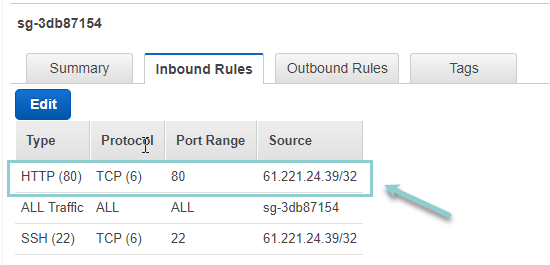 sg-3db87154
Summary Inbound Rules Outbound Rules Tags
Edit
Type Protocol Port Range Source
HTTP (80) TCP (6) 80 61.221.24.39/32
ALL Traffic ALL ALL sg-3db87154
SSH (22) TCP (6) 22 61.221.24.39/32